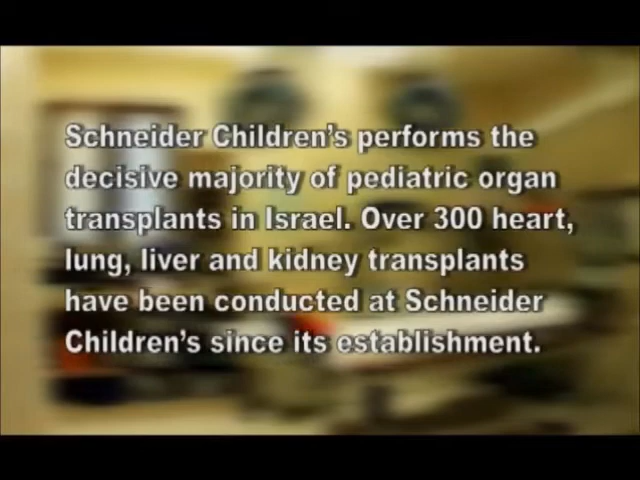 Schneider Children's performs the
decisive majority of pediatric organ
transplants in Israel. Over 300 heart,
lung, liver and kidney transplants
have been conducted at Schneider
Children's since its establishment.